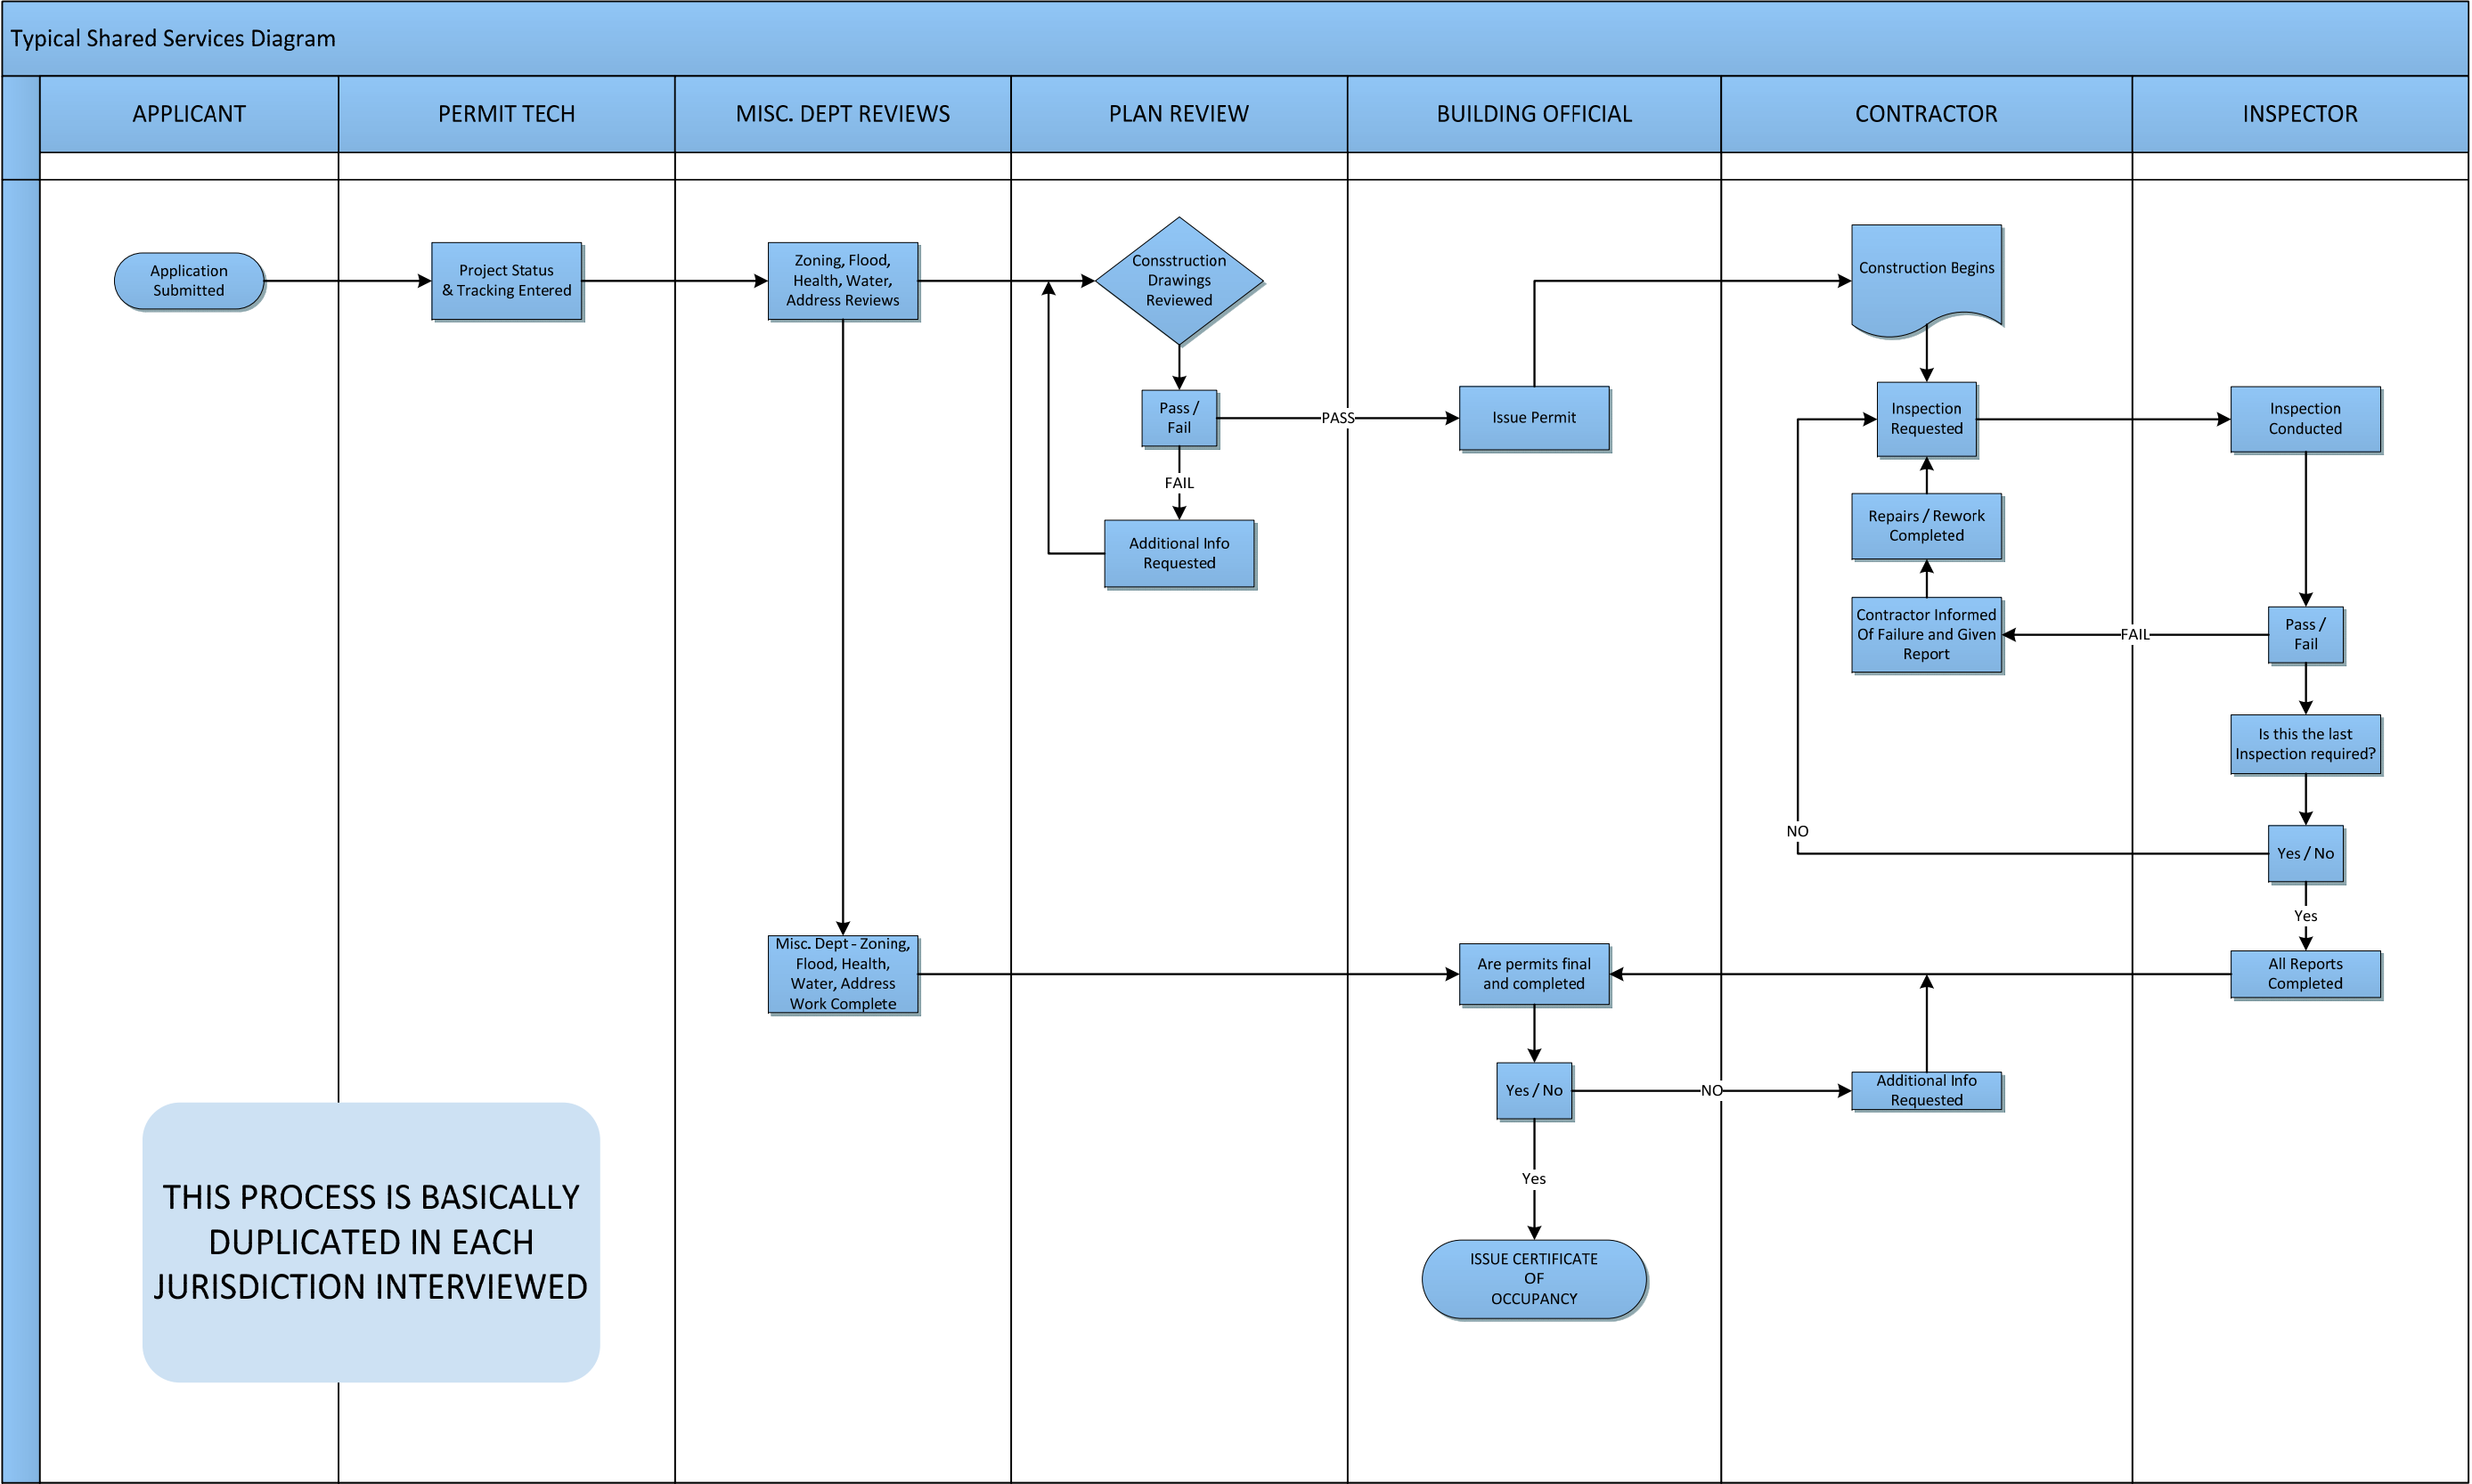 Typical Shared Services Diagram
APPLICANT
PERMIT TECH
MISC. DEPT REVIEWS
PLAN REVIEW
BUILDING OFFICIAL
CONTRACTOR
INSPECTOR
Application
Submitted
Project Status
& Tracking Entered
Zoning, Flood,
Health, Water,
Address Reviews
Consstruction
Drawings
Reviewed
Pass /
Fail
PASS
FAIL
Additional Info
Requested
Issue Permit
Construction Begins
Inspection
Requested
Inspection
Conducted
Repairs / Rework
Completed
Contractor Informed
Of Failure and Given
Report
FAIL
Pass /
Fail
Is this the last
Inspection required?
NO
Yes / No
Yes
Misc. Dept - Zoning,
Flood, Health,
Water, Address
Work Complete
Are permits final
and completed
All Reports
Completed
Yes / No
NO
Additional Info
Requested
Yes
ISSUE CERTIFICATE
OF
OCCUPANCY
THIS PROCESS IS BASICALLY
DUPLICATED IN EACH
JURISDICTION INTERVIEWED